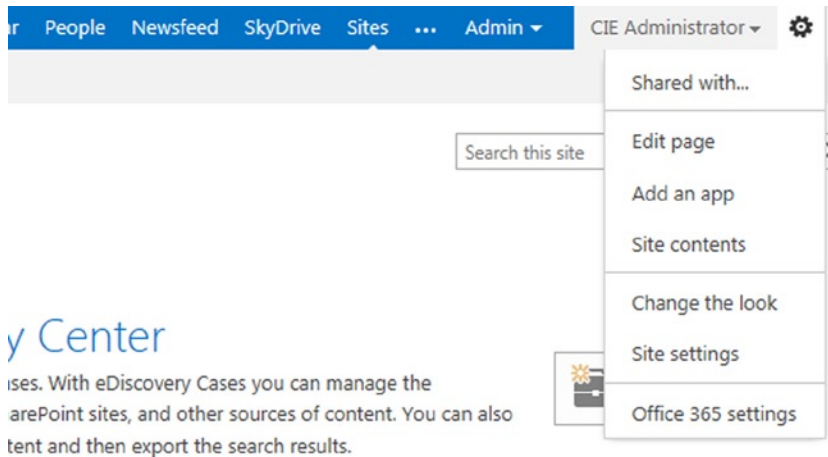 r People Newsfeed SkyDrive Sites ... Admin CIE Administrator
Shared with...
Edit page
Search this site
Add an app
Site contents
Change the look
y Center
Site settings
ses. With eDiscovery Cases you can manage the
arePoint sites, and other sources of content. You can also
Office 365 settings
tent and then export the search results.